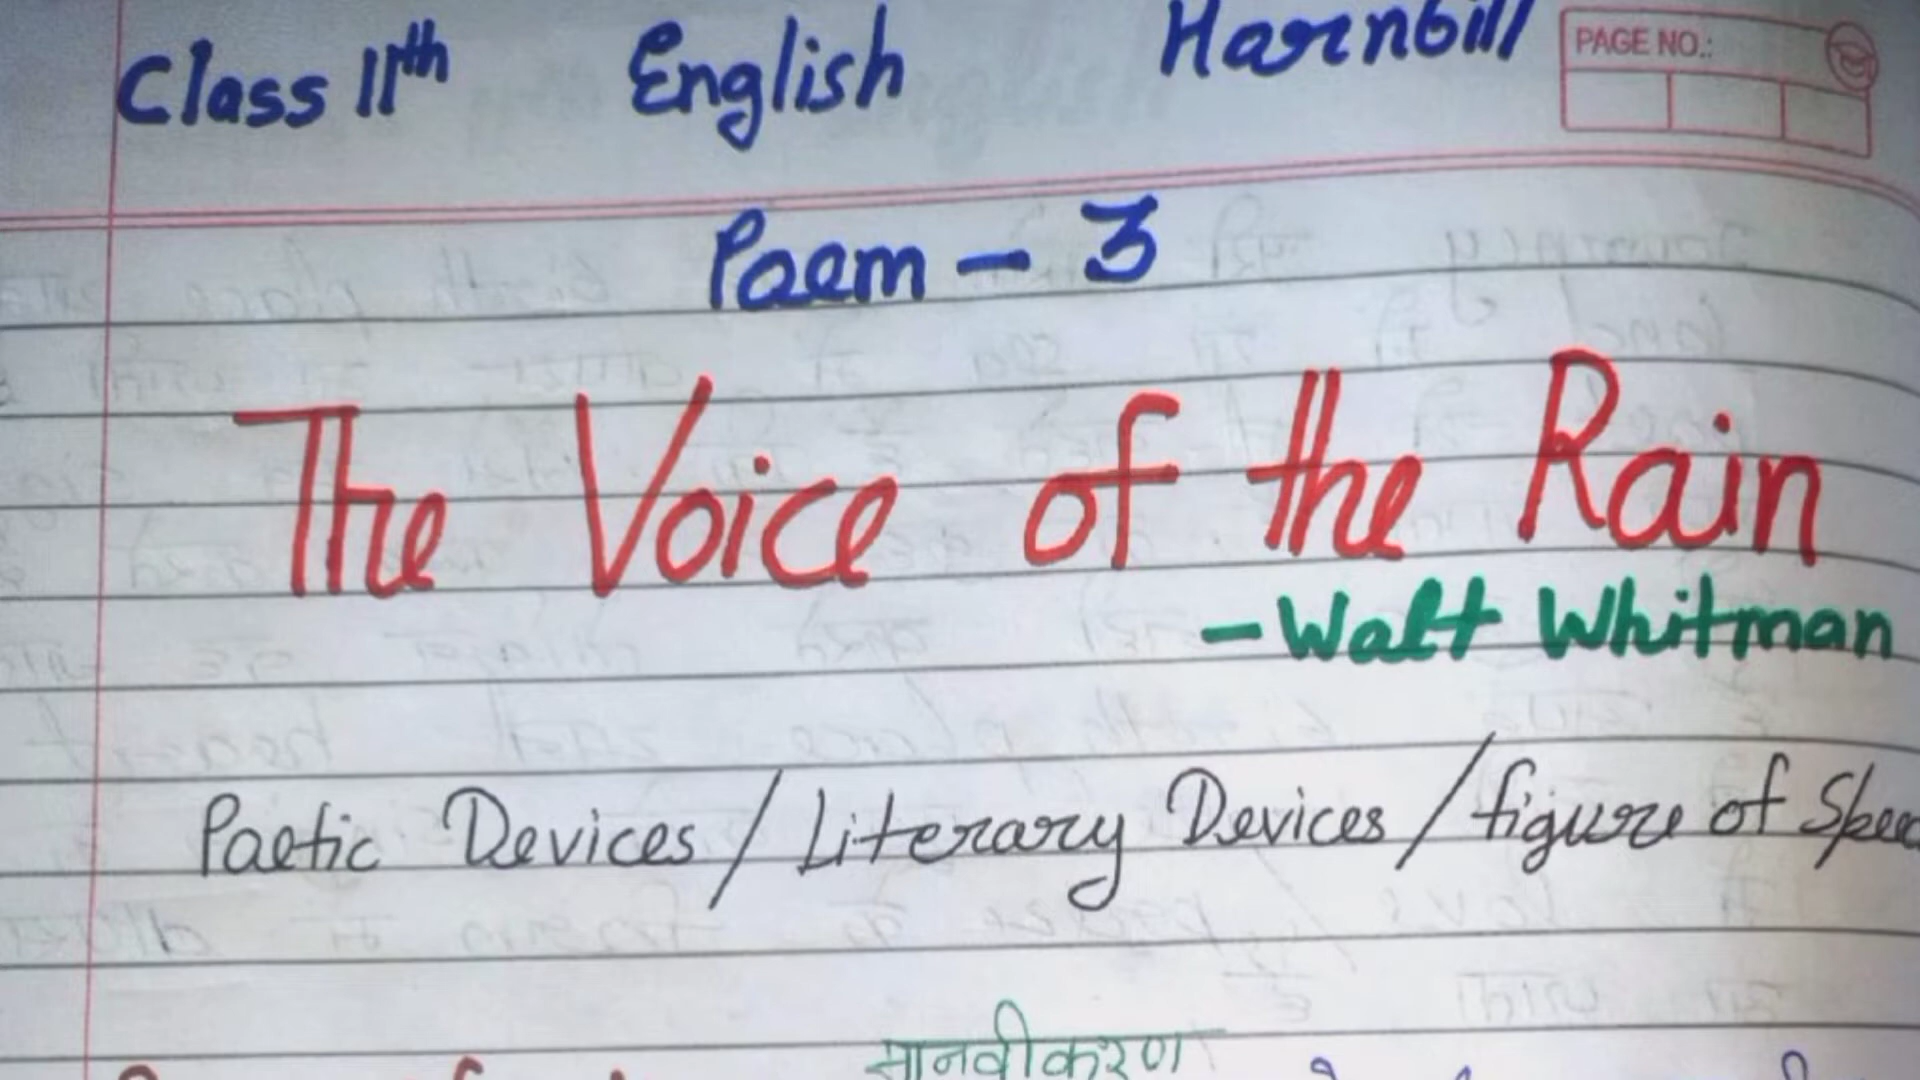 Class 11th English Harnbill PAGE NO.:
Poem - 3
The Voice of the Rain
- Walt Whitman
Poetic Devices / Literary Devices / figure of Speec
मानवीकरण